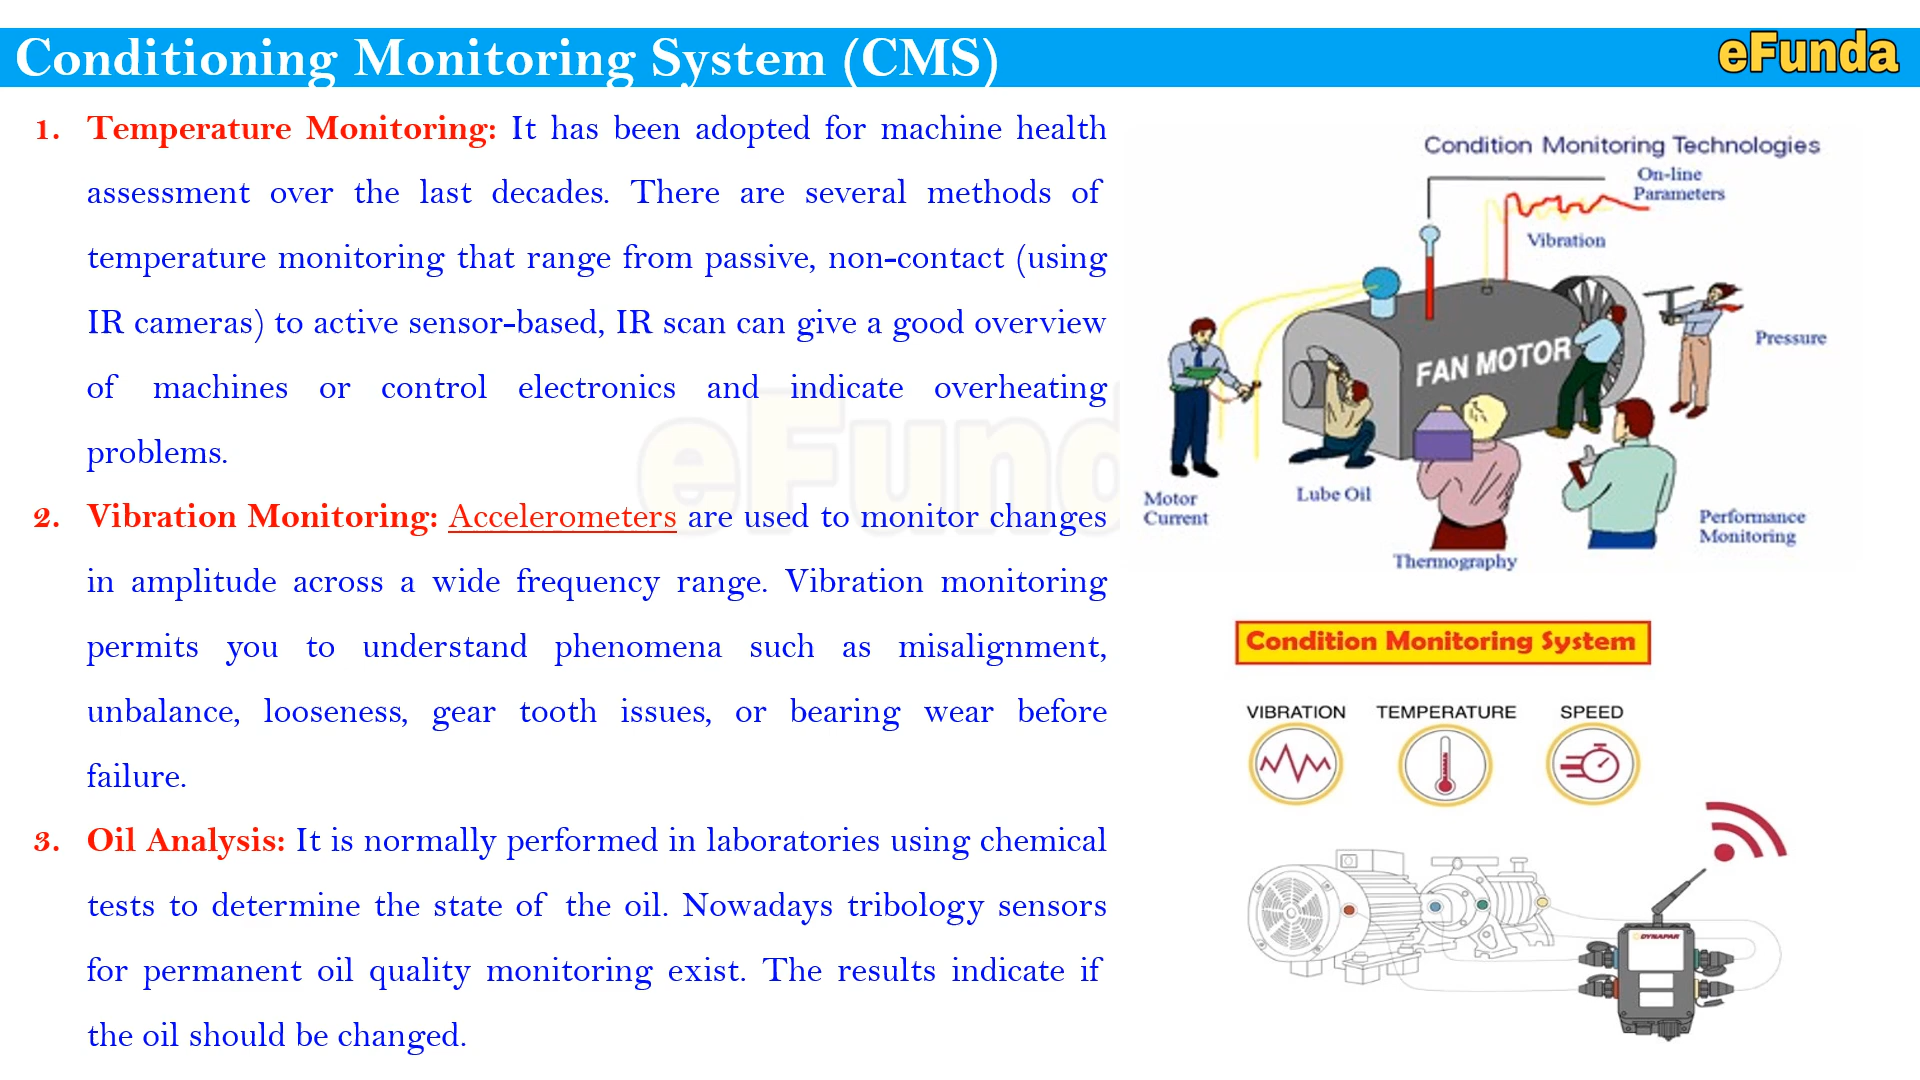 Conditioning Monitoring System (CMS)
eFunda
1. Temperature Monitoring: It has been adopted for machine health
assessment over the last decades. There are several methods of
temperature monitoring that range from passive, non-contact (using
IR cameras) to active sensor-based, IR scan can give a good overview
of machines or control electronics and indicate overheating
problems.
2. Vibration Monitoring: Accelerometers are used to monitor changes
in amplitude across a wide frequency range. Vibration monitoring
permits you to understand phenomena such as misalignment,
unbalance, looseness, gear tooth issues, or bearing wear before
failure.
3. Oil Analysis: It is normally performed in laboratories using chemical
tests to determine the state of the oil. Nowadays tribology sensors
for permanent oil quality monitoring exist. The results indicate if
the oil should be changed.
eFund
Condition Monitoring Technologies
On-line
Parameters
Vibration
Pressure
FAN MOTOR
Motor
Current
Lube Oil
Thermography
Performance
Monitoring
Condition Monitoring System
VIBRATION TEMPERATURE SPEED
DYNAPAR